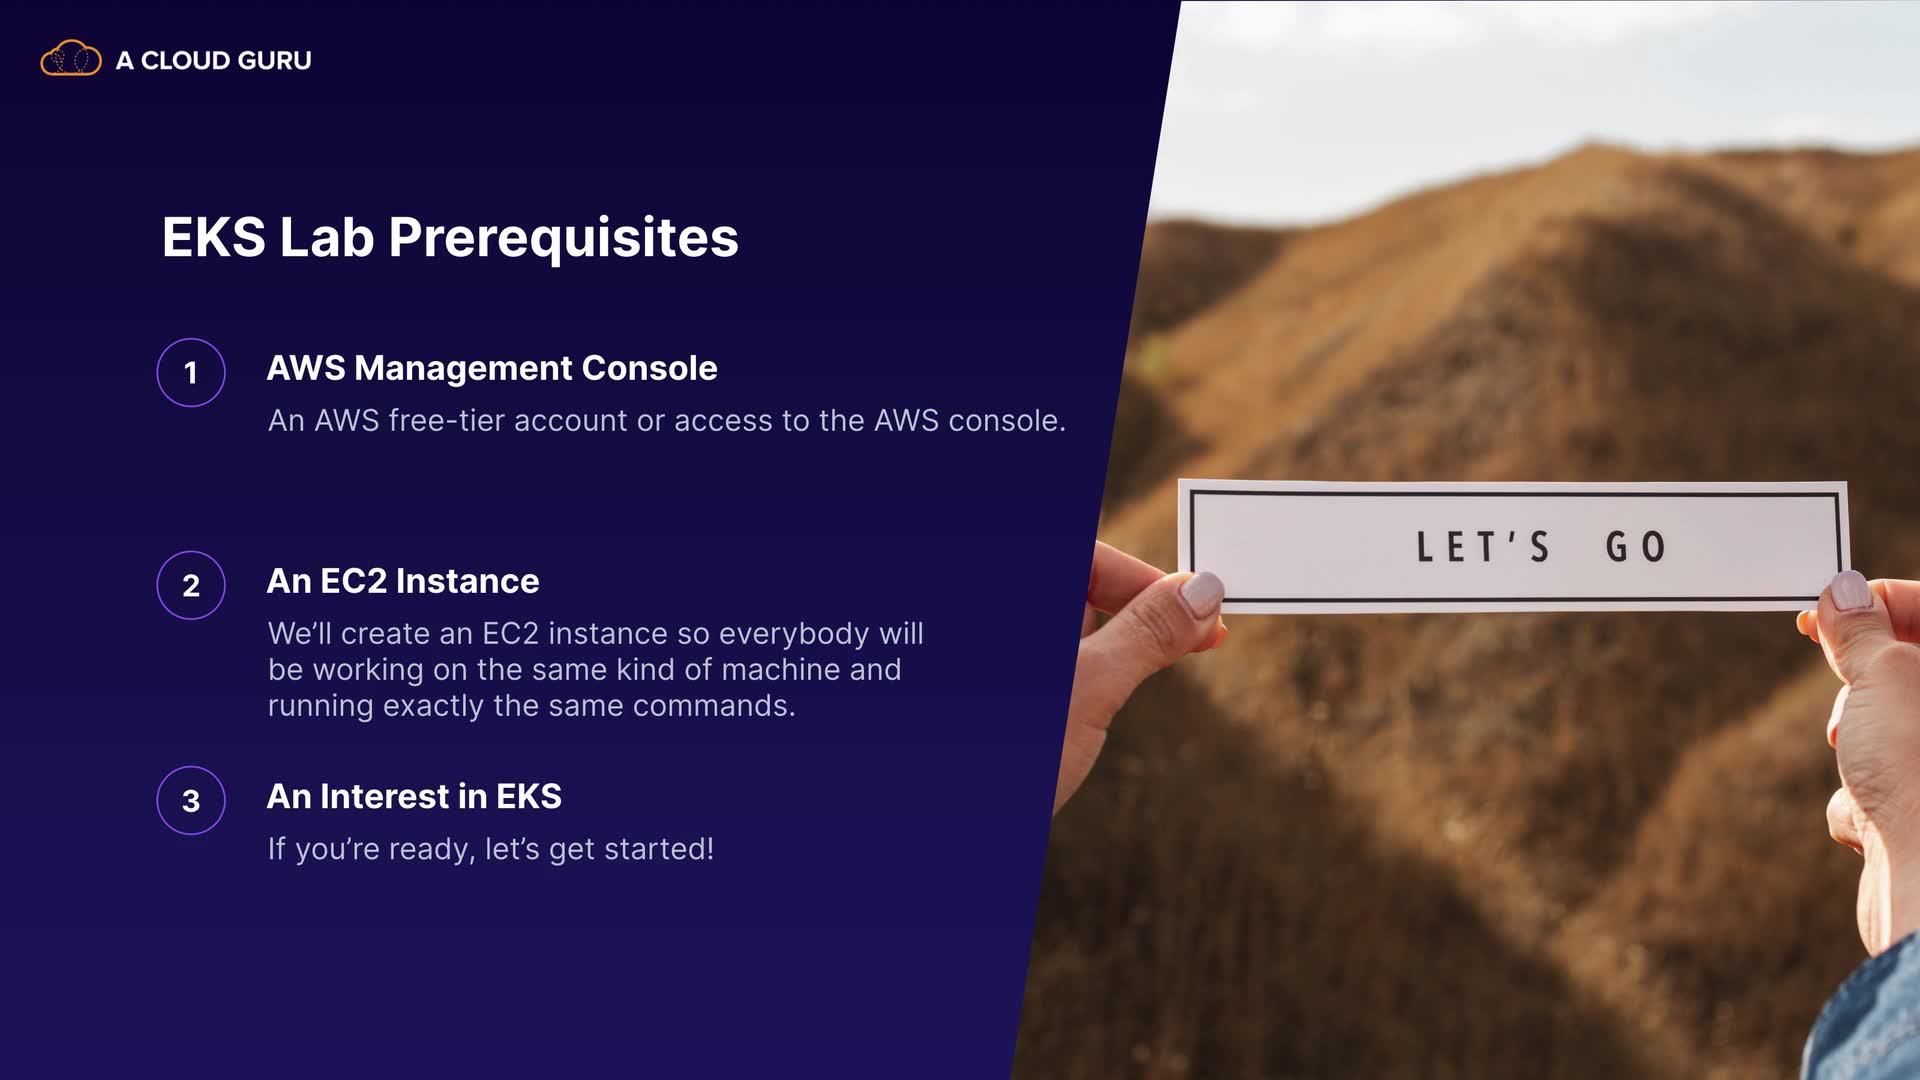 A CLOUD GURU
EKS Lab Prerequisites
1
AWS Management Console
An AWS free-tier account or access to the AWS console.
2
An EC2 Instance
We’ll create an EC2 instance so everybody will
be working on the same kind of machine and
running exactly the same commands.
3
An Interest in EKS
If you’re ready, let’s get started!
LET'S GO